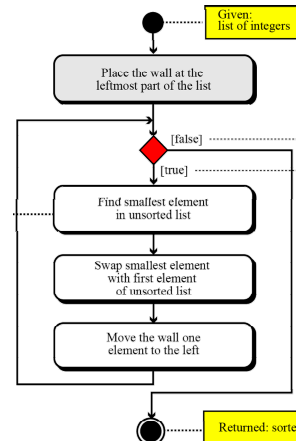 Given:
list of integers
Place the wall at the
leftmost part of the list
[false]
[true]
Find smallest element
in unsorted list
Swap smallest element
with first element
of unsorted list
Move the wall one
element to the left
Returned: sorte